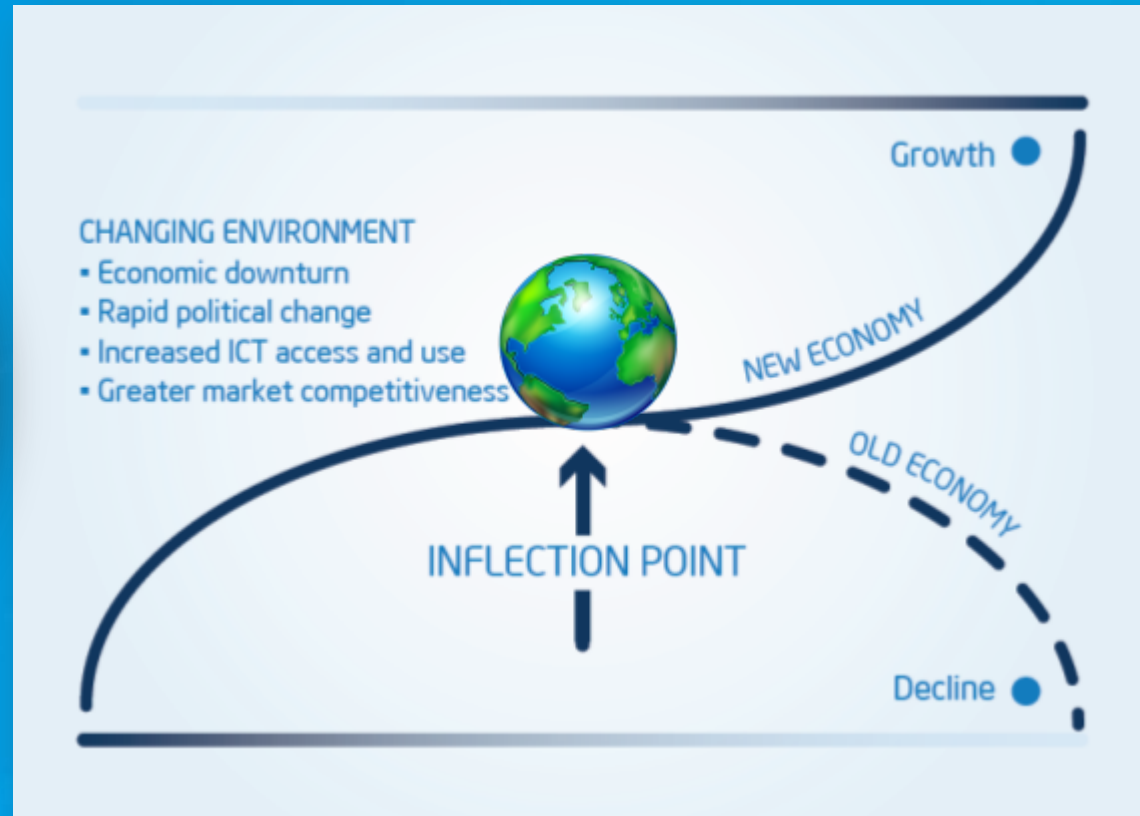 Growth
CHANGING ENVIRONMENT
▪ Economic downturn
▪ Rapid political change
▪ Increased ICT access and use
▪ Greater market competitiveness
NEW ECONOMY
OLD ECONOMY
INFLECTION POINT
Decline